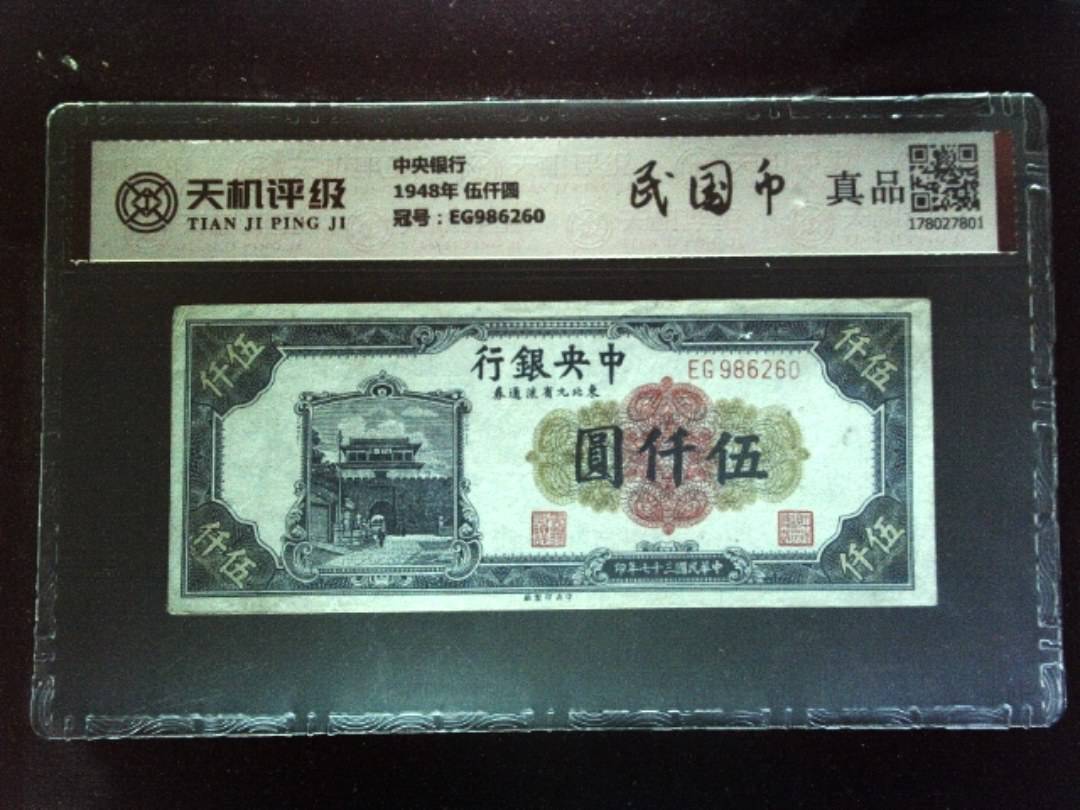 天机评级
TIAN JI PING JI
中央银行
1948年 伍仟圆
冠号：EG986260
民国币
真品
178027801
伍仟
伍仟
行銀央中
EG 986260
券通流省九北東
圓仟伍
伍仟
伍仟
印年七十三國民華中